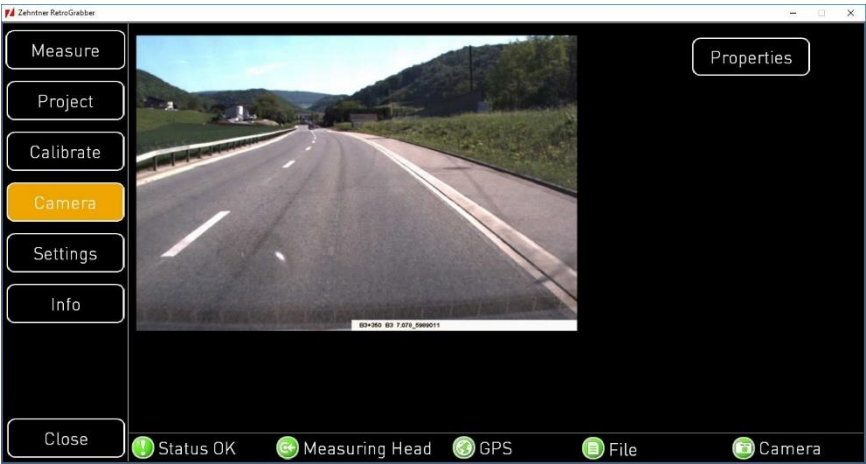 Zehntner RetroGrabber
Measure
Properties
Project
Calibrate
Camera
Settings
Info
B3+350 B3 7.078_5989011
Close
Status OK
Measuring Head
GPS
File
Camera